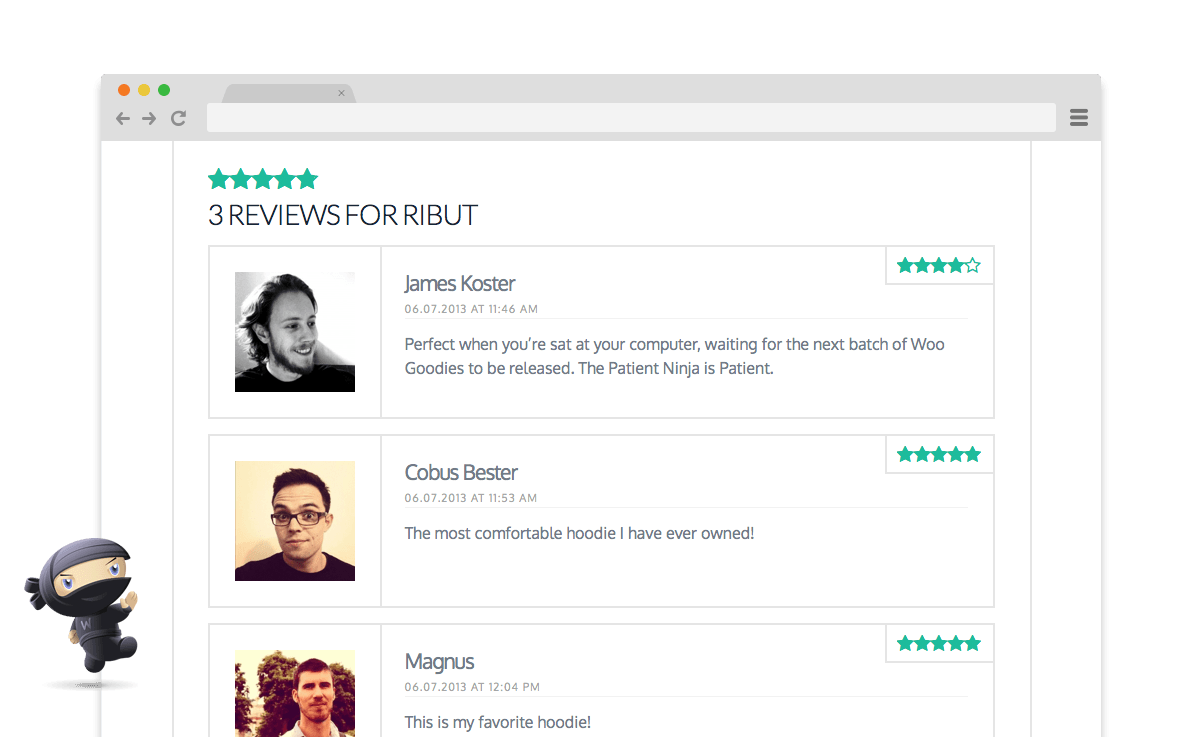 3 REVIEWS FOR RIBUT
James Koster
06.07.2013 AT 11:46 AM
Perfect when you’re sat at your computer, waiting for the next batch of Woo
Goodies to be released. The Patient Ninja is Patient.
Cobus Bester
06.07.2013 AT 11:53 AM
The most comfortable hoodie I have ever owned!
W
Magnus
06.07.2013 AT 12:04 PM
This is my favorite hoodie!